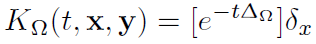 K_Ω(t, 𝐱, 𝐲) = [e^{-tΔ_Ω}]δ_x